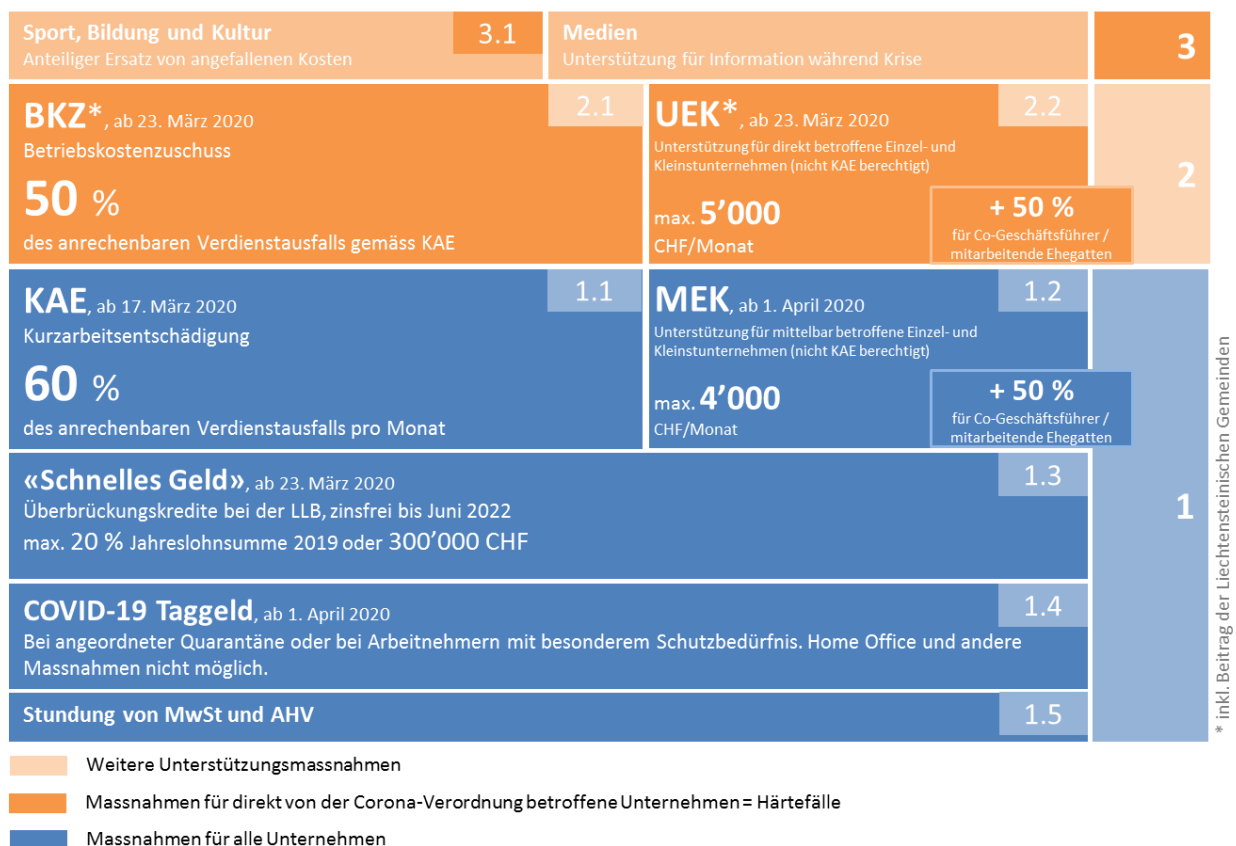 Sport, Bildung und Kultur
Anteiliger Ersatz von angefallenen Kosten
3.1
Medien
Unterstützung für Information während Krise
3
BKZ*, ab 23. März 2020
Betriebskostenzuschuss
50 %
des anrechenbaren Verdienstausfalls gemäss KAE
2.1
UEK*, ab 23. März 2020
Unterstützung für direkt betroffene Einzel- und
Kleinstunternehmen (nicht KAE berechtigt)
max. 5’000
CHF/Monat
2.2
+ 50 %
für Co-Geschäftsführer /
mitarbeitende Ehegatten
2
KAE, ab 17. März 2020
Kurzarbeitsentschädigung
60 %
des anrechenbaren Verdienstausfalls pro Monat
1.1
MEK, ab 1. April 2020
Unterstützung für mittelbar betroffene Einzel- und
Kleinstunternehmen (nicht KAE berechtigt)
max. 4’000
CHF/Monat
1.2
+ 50 %
für Co-Geschäftsführer /
mitarbeitende Ehegatten
«Schnelles Geld», ab 23. März 2020
Überbrückungskredite bei der LLB, zinsfrei bis Juni 2022
max. 20 % Jahreslohnsumme 2019 oder 300’000 CHF
1.3
1
COVID-19 Taggeld, ab 1. April 2020
Bei angeordneter Quarantäne oder bei Arbeitnehmern mit besonderem Schutzbedürfnis. Home Office und andere
Massnahmen nicht möglich.
1.4
Stundung von MwSt und AHV
1.5
* inkl. Beitrag der Liechtensteinischen Gemeinden
Weitere Unterstützungsmassnahmen
Massnahmen für direkt von der Corona-Verordnung betroffene Unternehmen = Härtefälle
Massnahmen für alle Unternehmen